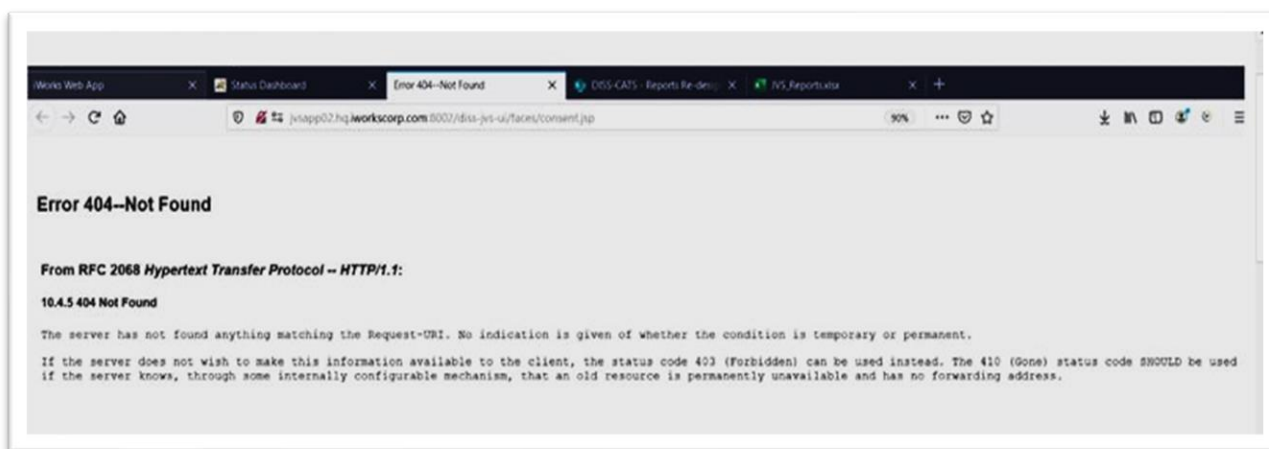 iWorks Web App
Status Dashboard
Error 404--Not Found
DISS-CATS - Reports Re-desig
JVS_Reports.xlsx
jvsapp02.hq.iworkscorp.com:8002/diss-jvs-ui/faces/consent.jsp
90%
Error 404--Not Found
From RFC 2068 Hypertext Transfer Protocol -- HTTP/1.1:
10.4.5 404 Not Found
The server has not found anything matching the Request-URI. No indication is given of whether the condition is temporary or permanent.
If the server does not wish to make this information available to the client, the status code 403 (Forbidden) can be used instead. The 410 (Gone) status code SHOULD be used
if the server knows, through some internally configurable mechanism, that an old resource is permanently unavailable and has no forwarding address.